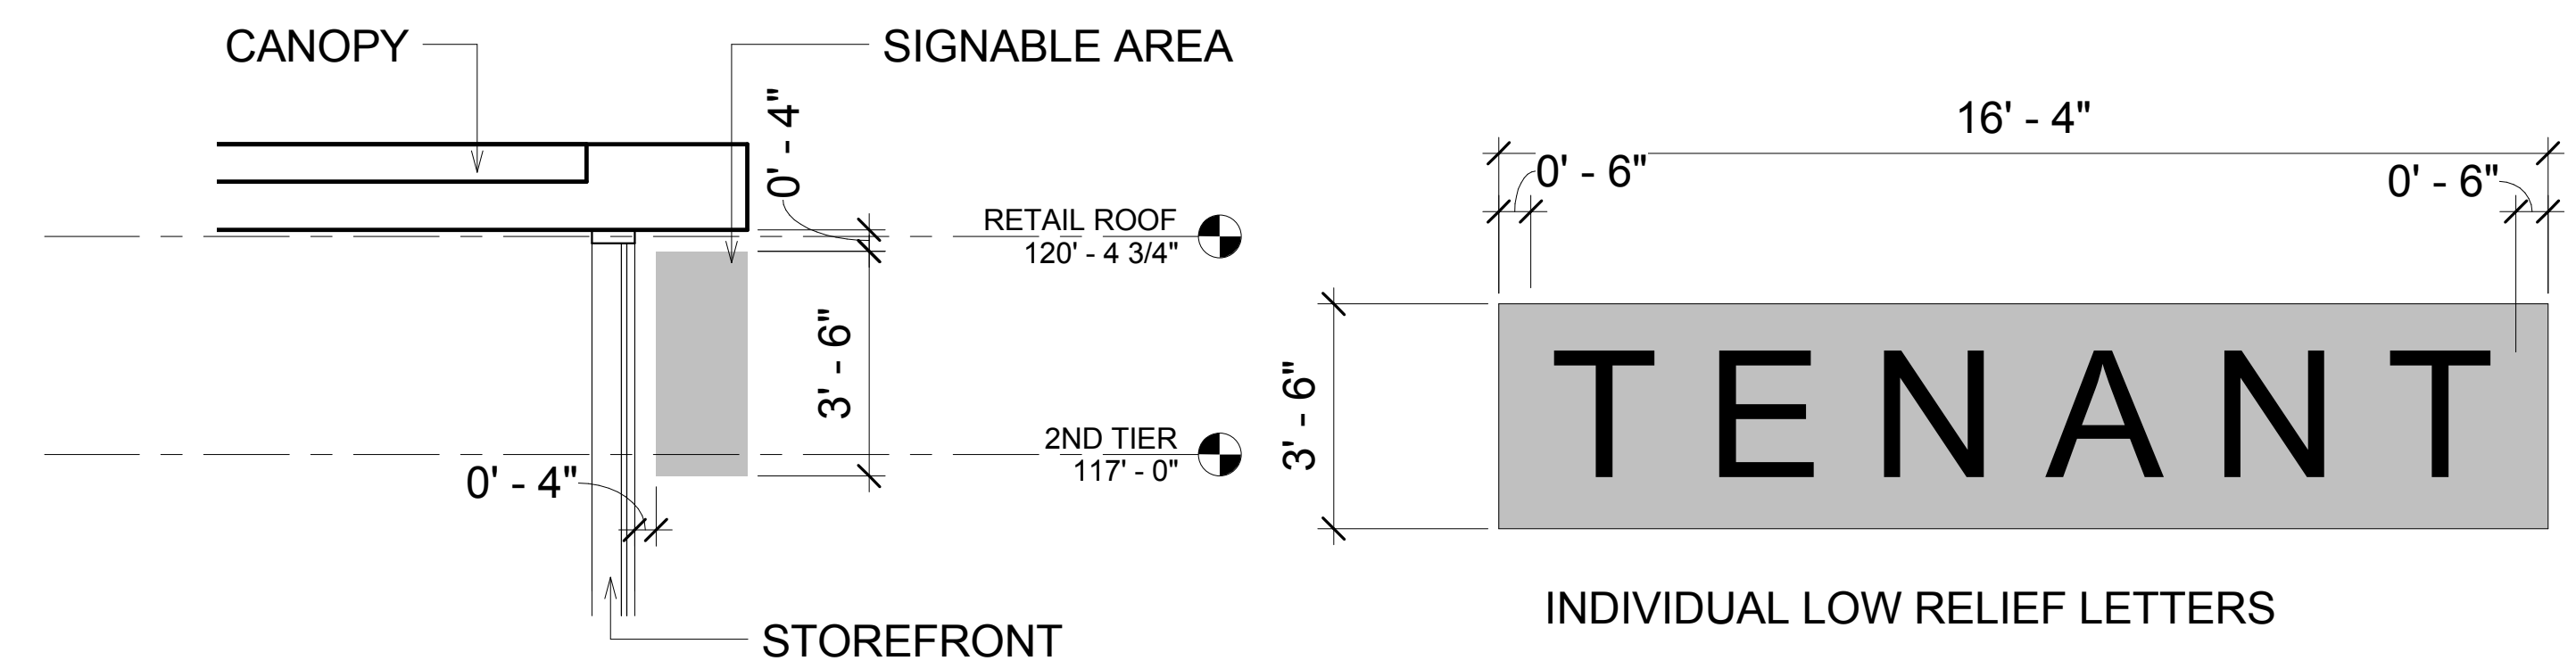 CANOPY
SIGNABLE AREA
0' - 4"
RETAIL ROOF
120' - 4 3/4"
3' - 6"
2ND TIER
117' - 0"
0' - 4"
STOREFRONT
16' - 4"
0' - 6"
0' - 6"
3' - 6"
TENANT
INDIVIDUAL LOW RELIEF LETTERS